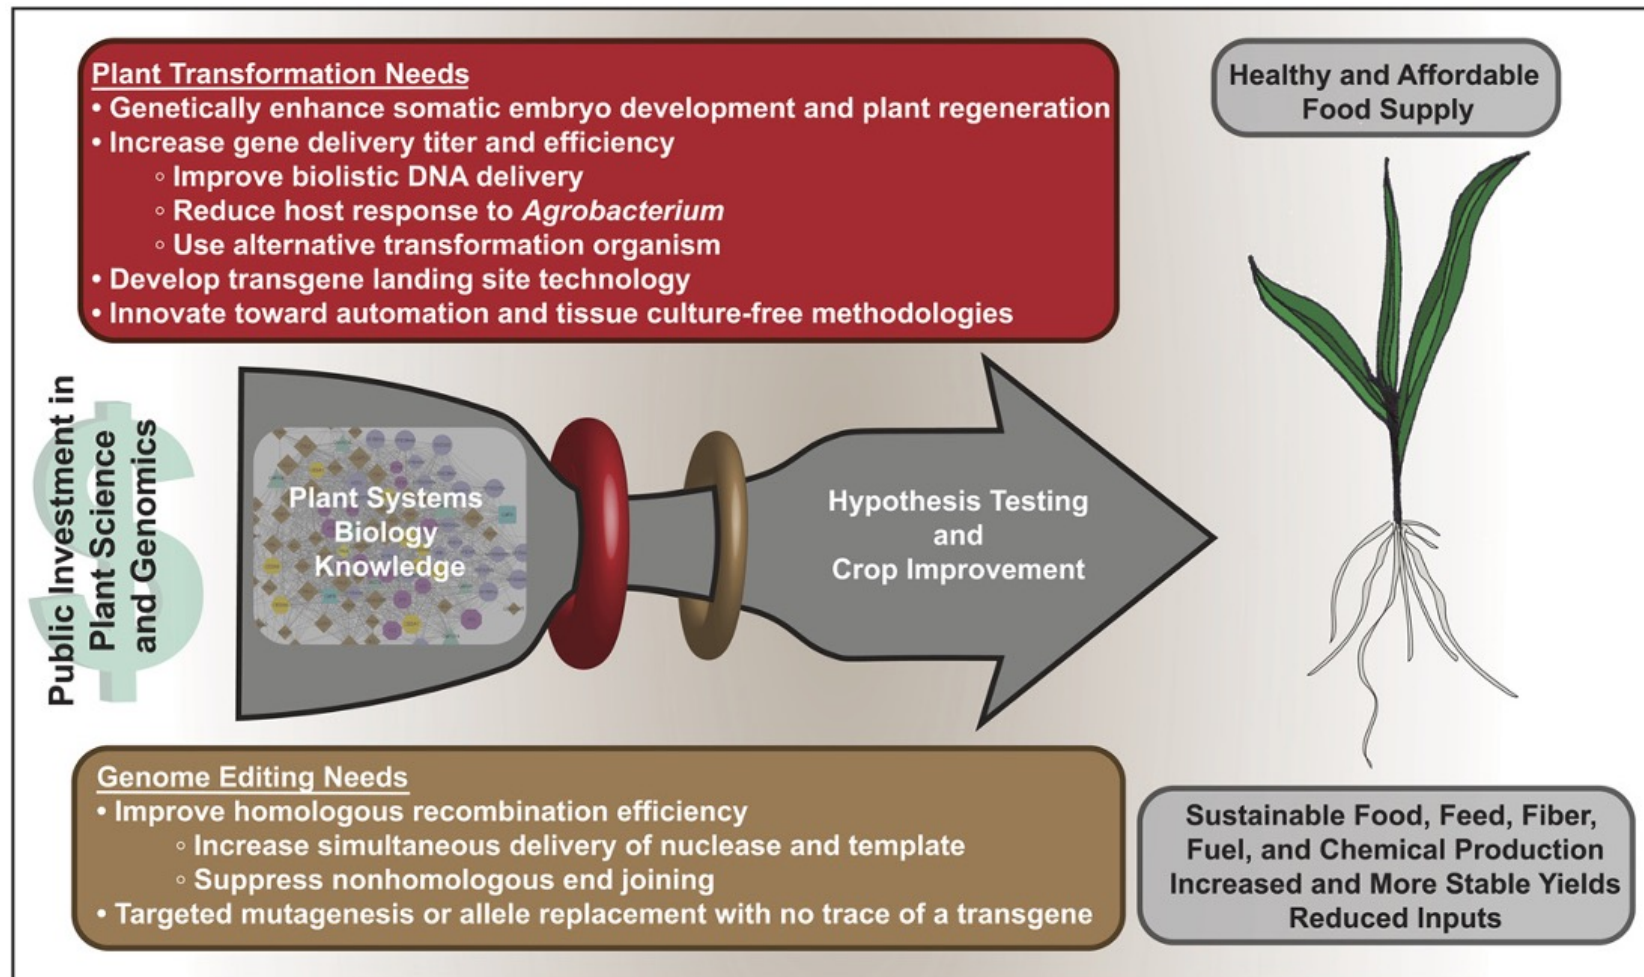 Plant Transformation Needs
• Genetically enhance somatic embryo development and plant regeneration
• Increase gene delivery titer and efficiency
◦ Improve biolistic DNA delivery
◦ Reduce host response to Agrobacterium
◦ Use alternative transformation organism
• Develop transgene landing site technology
• Innovate toward automation and tissue culture-free methodologies
Healthy and Affordable
Food Supply
Public Investment in
Plant Science
and Genomics
Plant Systems
Biology
Knowledge
Hypothesis Testing
and
Crop Improvement
Genome Editing Needs
• Improve homologous recombination efficiency
◦ Increase simultaneous delivery of nuclease and template
◦ Suppress nonhomologous end joining
• Targeted mutagenesis or allele replacement with no trace of a transgene
Sustainable Food, Feed, Fiber,
Fuel, and Chemical Production
Increased and More Stable Yields
Reduced Inputs